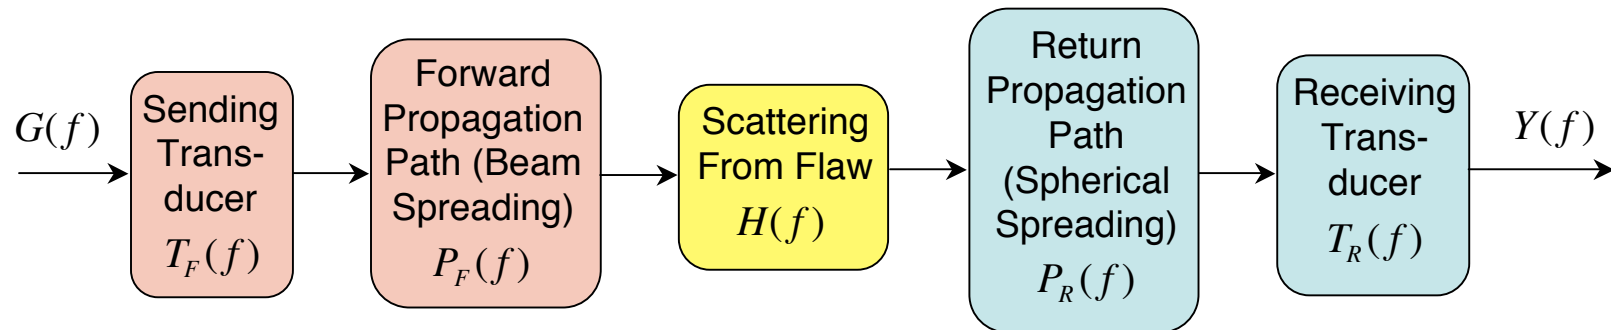 G(f)
Sending
Trans-
ducer
T_F(f)
Forward
Propagation
Path (Beam
Spreading)
P_F(f)
Scattering
From Flaw
H(f)
Return
Propagation
Path
(Spherical
Spreading)
P_R(f)
Receiving
Trans-
ducer
T_R(f)
Y(f)